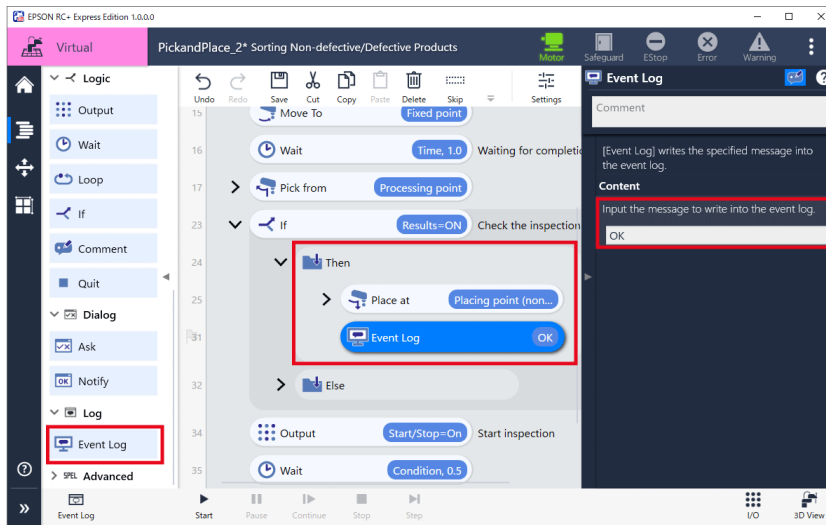 EPSON RC+ Express Edition 1.0.0.0
Virtual
PickandPlace_2* Sorting Non-defective/Defective Products
Motor
Safeguard
EStop
Error
Warning
Logic
Output
Wait
Loop
If
Comment
Quit
Dialog
Ask
OK Notify
Log
Event Log
SPEL Advanced
Undo
Redo
Save
Cut
Copy
Paste
Delete
Skip
Settings
15 Move To Fixed point
16 Wait Time, 1.0 Waiting for completio
17 Pick from Processing point
23 If Results=ON Check the inspection
24 Then
25 Place at Placing point (non...
31 Event Log OK
32 Else
34 Output Start/Stop=On Start inspection
35 Wait Condition, 0.5
Event Log
?
Comment
[Event Log] writes the specified message into
the event log.
Content
Input the message to write into the event log.
OK
?
Event Log
Start
Pause
Continue
Stop
Step
I/O
3D View